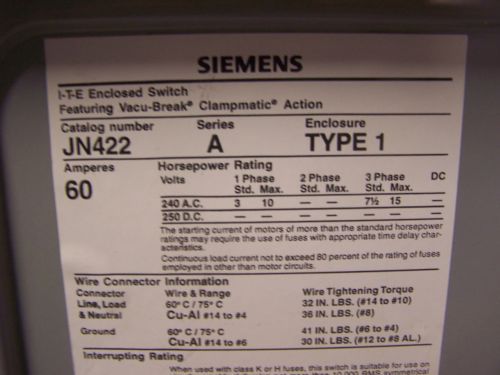 SIEMENS
I-T-E Enclosed Switch
Featuring Vacu-Break® Clampmatic® Action
Catalog number Series Enclosure
JN422 A TYPE 1
Amperes Horsepower Rating
60 Volts 1 Phase 2 Phase 3 Phase DC
Std. Max. Std. Max. Std. Max.
240 A.C. 3 10 — — 7½ 15 —
250 D.C. — — — — — — —
The starting current of motors of more than the standard horsepower
ratings may require the use of fuses with appropriate time delay char-
acteristics.
Continuous load current not to exceed 80 percent of the rating of fuses
employed in other than motor circuits.
Wire Connector Information
Connector Wire & Range Wire Tightening Torque
Line, Load 60° C / 75° C 32 IN. LBS. (#14 to #10)
& Neutral Cu-Al #14 to #4 36 IN. LBS. (#8)
Ground 60° C / 75° C 41 IN. LBS. (#6 to #4)
Cu-Al #14 to #6 30 IN. LBS. (#12 to #8 AL.)
Interrupting Rating
When used with class K or H fuses, this switch is suitable for use on
than 10,000 RMS symmetrical